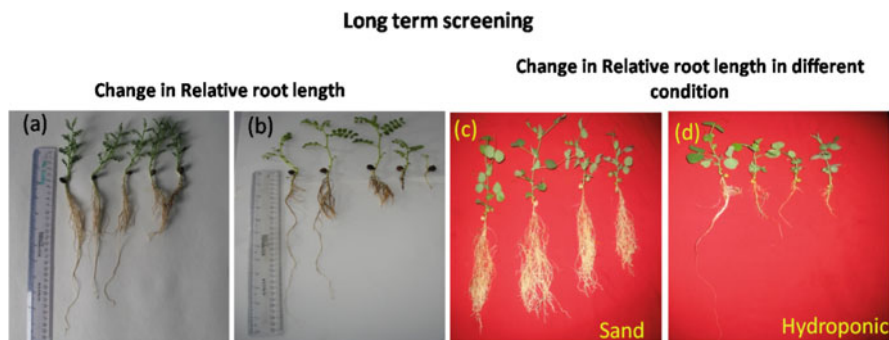 Long term screening
Change in Relative root length
Change in Relative root length in different
condition
(a)
(b)
(c)
(d)
Sand
Hydroponic